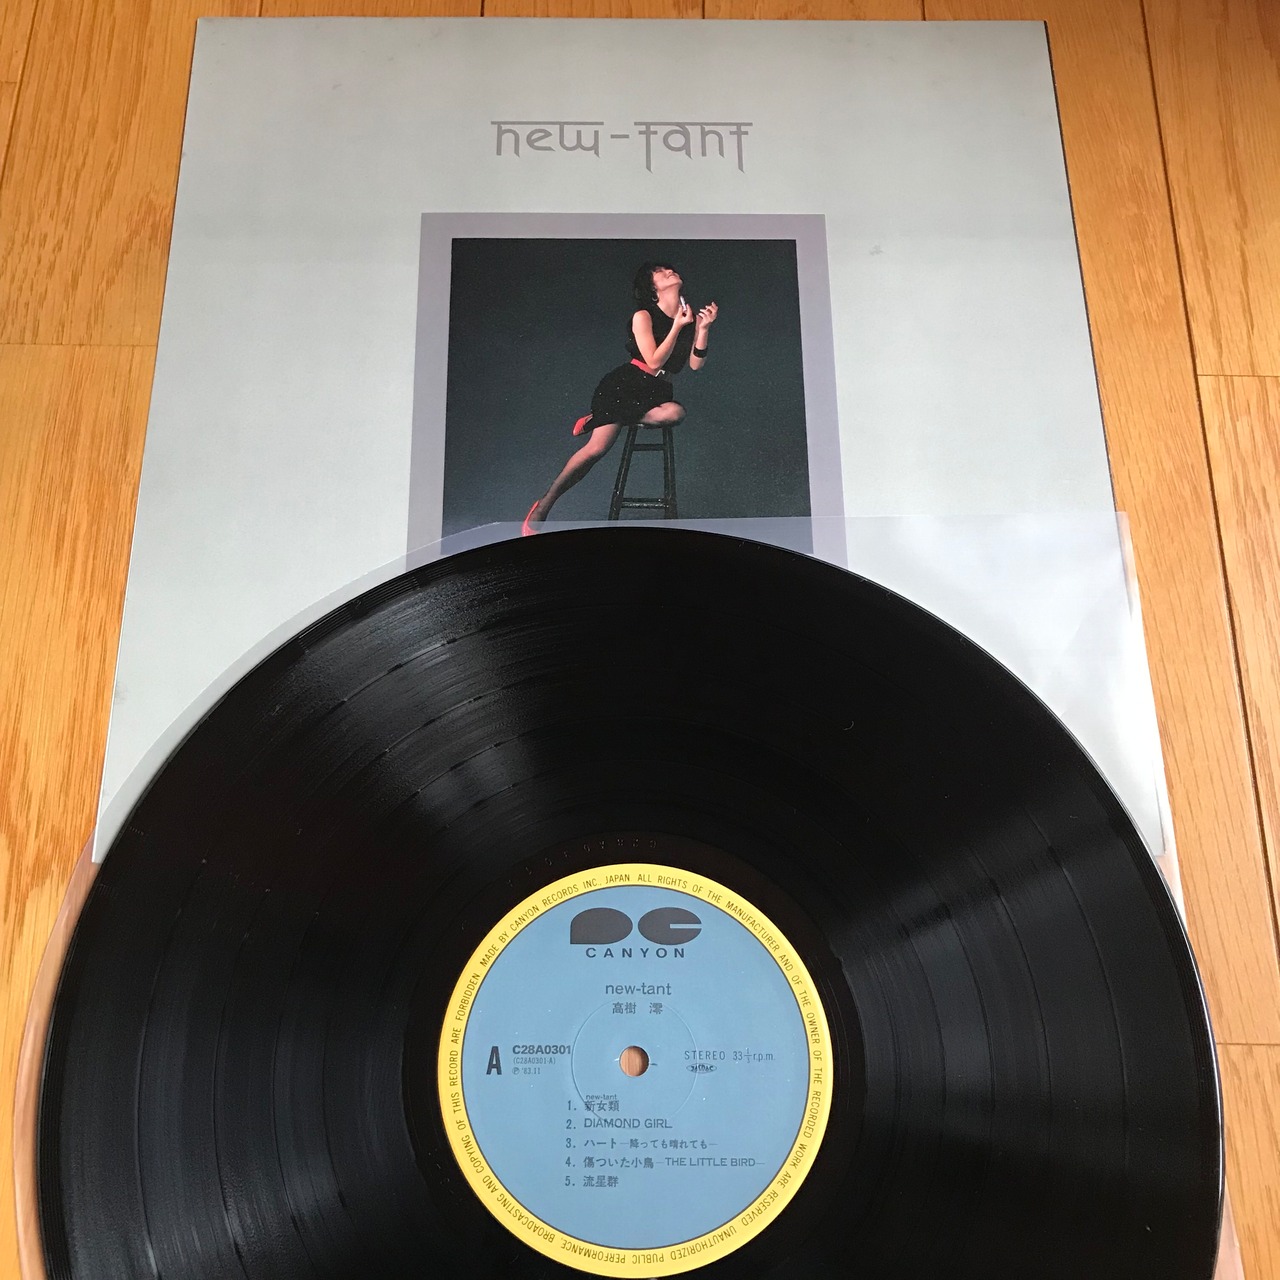 new-tant
MADE BY CANYON RECORDS INC. JAPAN ALL RIGHTS OF THE MANUFACTURER AND OF THE OWNER OF THE RECORDED WORK ARE RESERVED UNAUTHORIZED PUBLIC PERFORMANCE, BROADCASTING AND COPYING OF THIS RECORD ARE FORBIDDEN
PC
CANYON
new-tant
高樹 澪
A
C28A0301
(C28A0301-A)
Ⓟ '83.11
STEREO 33⅓r.p.m.
new-tant
1. 新女類
2. DIAMOND GIRL
3. ハート—降っても晴れても—
4. 傷ついた小鳥—THE LITTLE BIRD—
5. 流星群